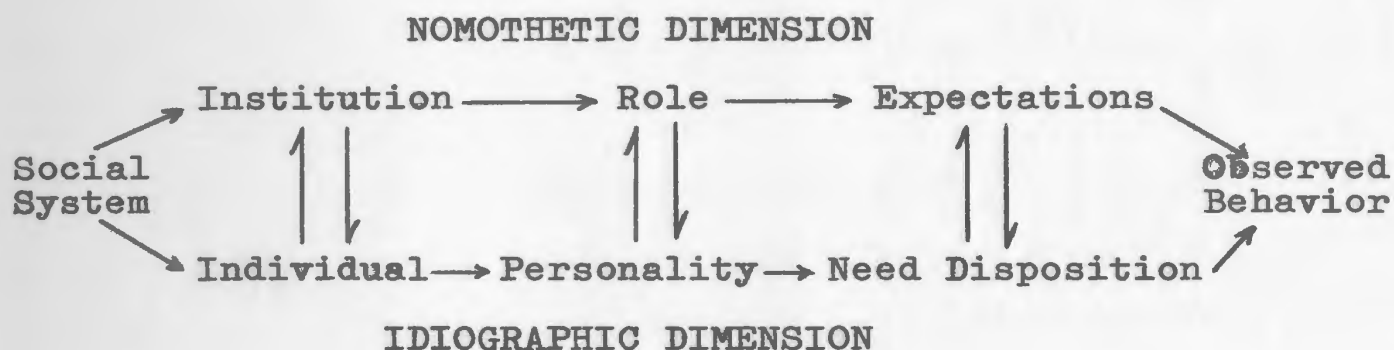 NOMOTHETIC DIMENSION
Institution Role Expectations
Social System
Observed Behavior
Individual Personality Need Disposition
IDIOGRAPHIC DIMENSION